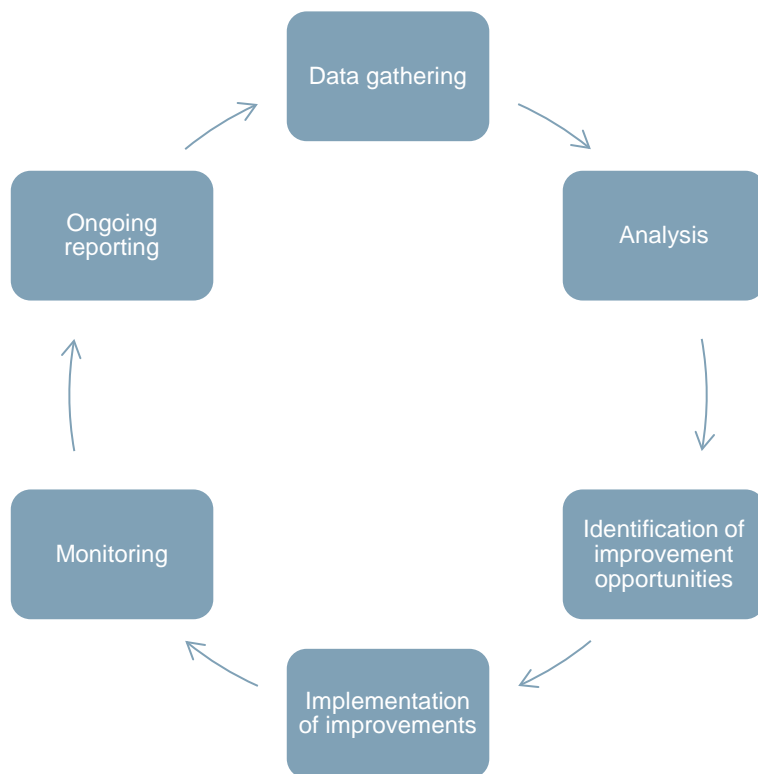 Data gathering
Analysis
Identification of
improvement
opportunities
Implementation
of improvements
Monitoring
Ongoing
reporting